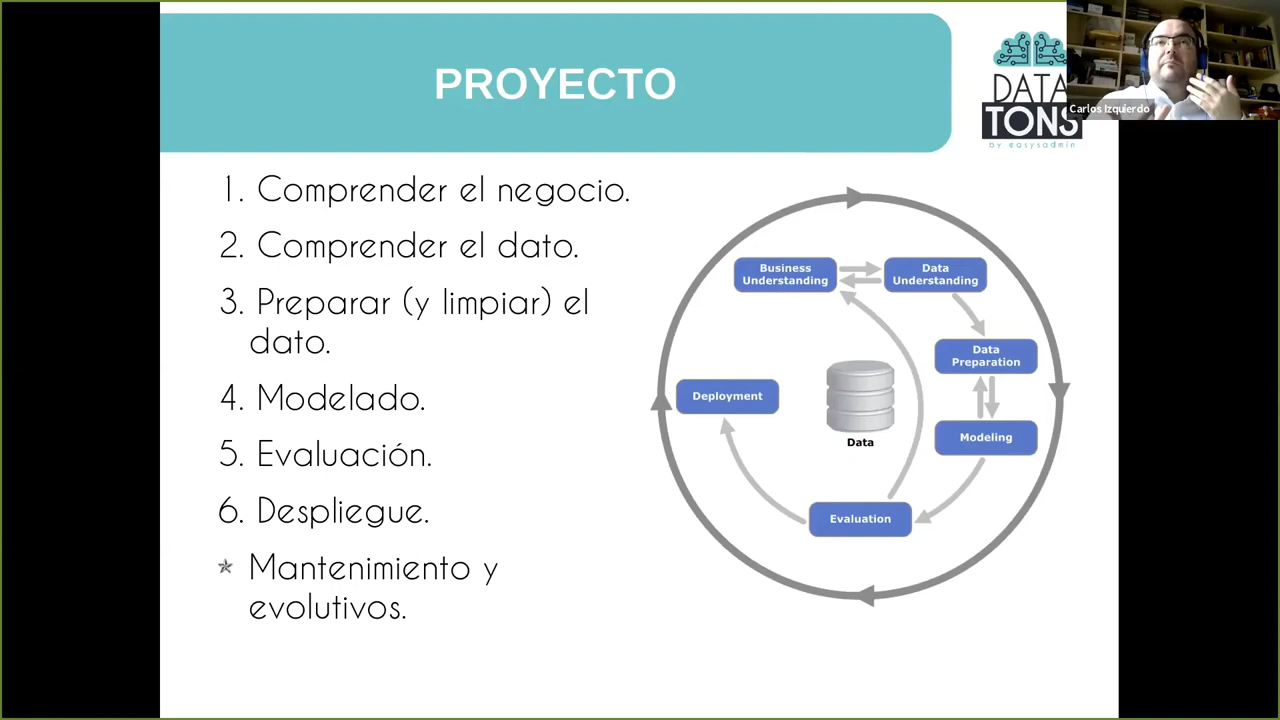 PROYECTO
DATA
TONS
by easysadmin
Carlos Izquierdo
1. Comprender el negocio.
2. Comprender el dato.
3. Preparar (y limpiar) el
dato.
4. Modelado.
5. Evaluación.
6. Despliegue.
* Mantenimiento y
evolutivos.
Business
Understanding
Data
Understanding
Data
Preparation
Deployment
Data
Modeling
Evaluation